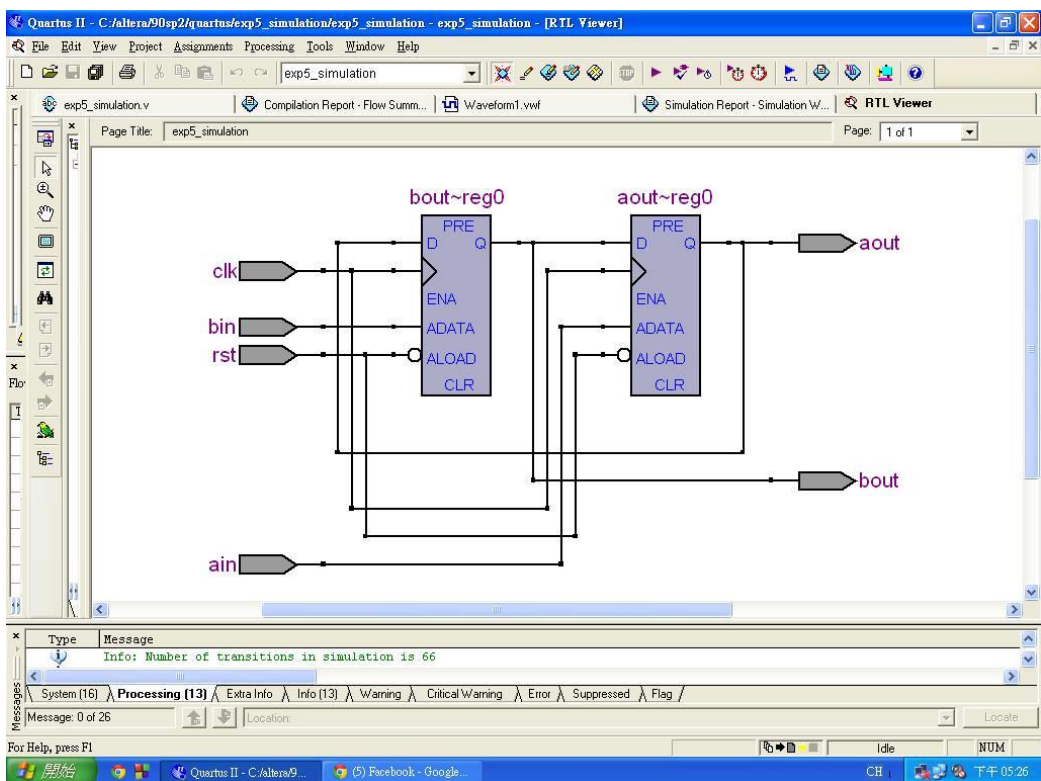 Quartus II - C:/altera/90sp2/quartus/exp5_simulation/exp5_simulation - exp5_simulation - [RTL Viewer]
File Edit View Project Assignments Processing Tools Window Help
exp5_simulation
exp5_simulation.v Compilation Report - Flow Summ... Waveform1.vwf Simulation Report - Simulation W... RTL Viewer
Page Title: exp5_simulation Page: 1 of 1
bout~reg0 aout~reg0
PRE PRE
D Q D Q aout
clk
ENA ENA
bin ADATA ADATA
rst ALOAD ALOAD
CLR CLR
bout
ain
Flo
Type Message
Info: Number of transitions in simulation is 66
System (16) Processing (13) Extra Info Info (13) Warning Critical Warning Error Suppressed Flag
Messages
Message: 0 of 26 Location: Locate
For Help, press F1 Idle NUM
開始 Quartus II - C:/altera/9... (5) Facebook - Google... CH 下午 05:26